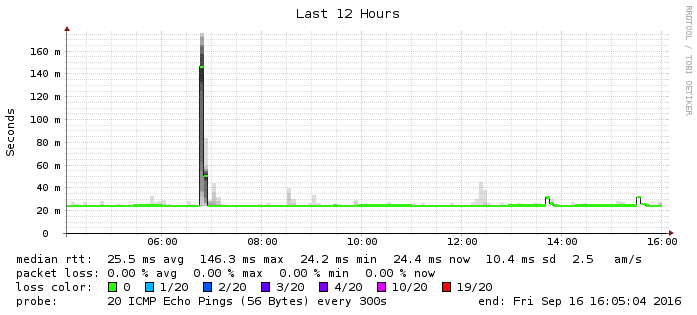 Last 12 Hours
RRDTOOL / TOBI OETIKER
Seconds
160 m
140 m
120 m
100 m
80 m
60 m
40 m
20 m
0
06:00 08:00 10:00 12:00 14:00 16:00
median rtt: 25.5 ms avg 146.3 ms max 24.2 ms min 24.4 ms now 10.4 ms sd 2.5 am/s
packet loss: 0.00 % avg 0.00 % max 0.00 % min 0.00 % now
loss color: 0 1/20 2/20 3/20 4/20 10/20 19/20
probe: 20 ICMP Echo Pings (56 Bytes) every 300s end: Fri Sep 16 16:05:04 2016